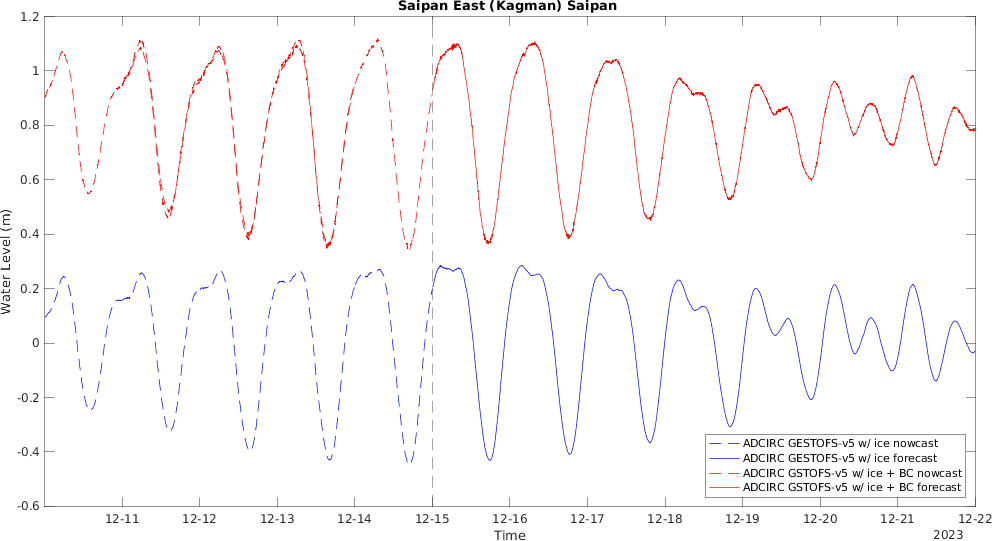 Saipan East (Kagman) Saipan
Water Level (m)
1.2
1
0.8
0.6
0.4
0.2
0
-0.2
-0.4
-0.6
ADCIRC GESTOFS-v5 w/ ice nowcast
ADCIRC GESTOFS-v5 w/ ice forecast
ADCIRC GSTOFS-v5 w/ ice + BC nowcast
ADCIRC GSTOFS-v5 w/ ice + BC forecast
12-11 12-12 12-13 12-14 12-15 12-16 12-17 12-18 12-19 12-20 12-21 12-22
Time
2023